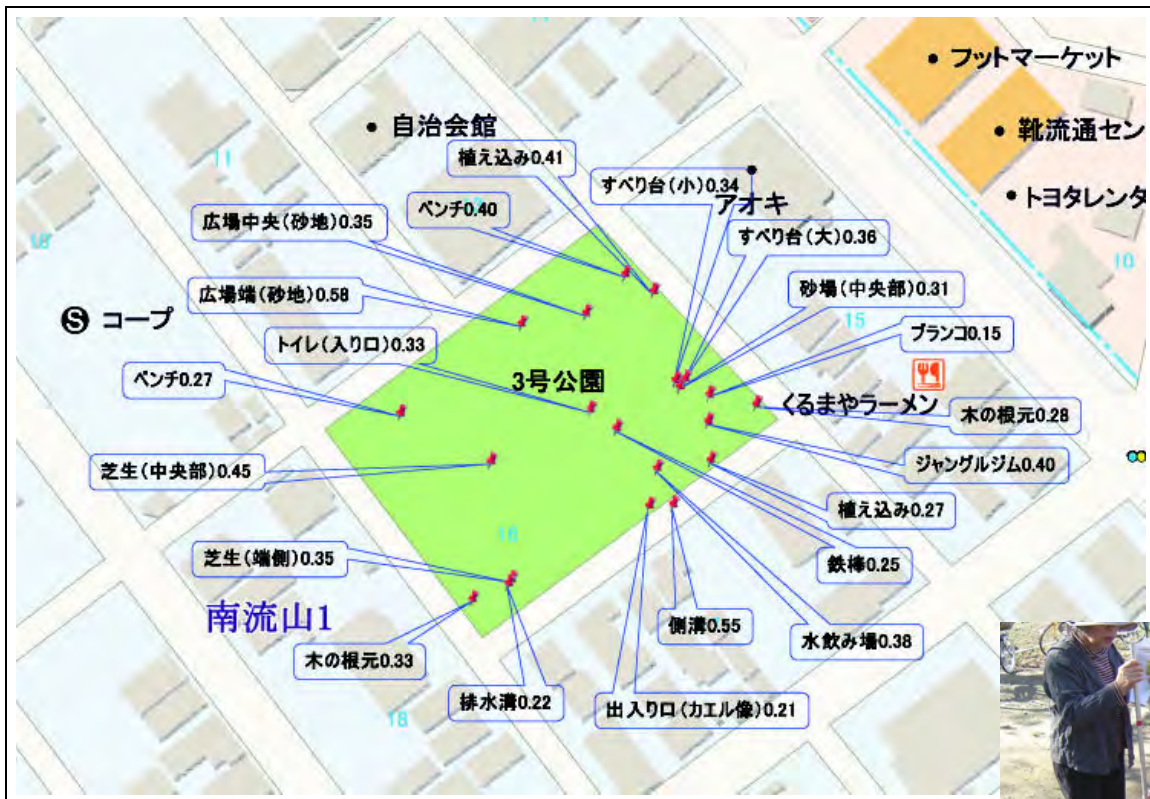 11
フットマーケット
自治会館
靴流通セン
植え込み0.41
11
すべり台(小)0.34
ベンチ0.40
アオキ
トヨタレンタ
広場中央(砂地)0.35
すべり台(大)0.36
10
砂場(中央部)0.31
広場端(砂地)0.58
15
S コープ
ブランコ0.15
トイレ(入り口)0.33
ベンチ0.27
3号公園
くるまやラーメン
木の根元0.28
芝生(中央部)0.45
ジャングルジム0.40
植え込み0.27
16
芝生(端側)0.35
鉄棒0.25
南流山1
側溝0.55
水飲み場0.38
木の根元0.33
排水溝0.22
出入り口(カエル像)0.21
18